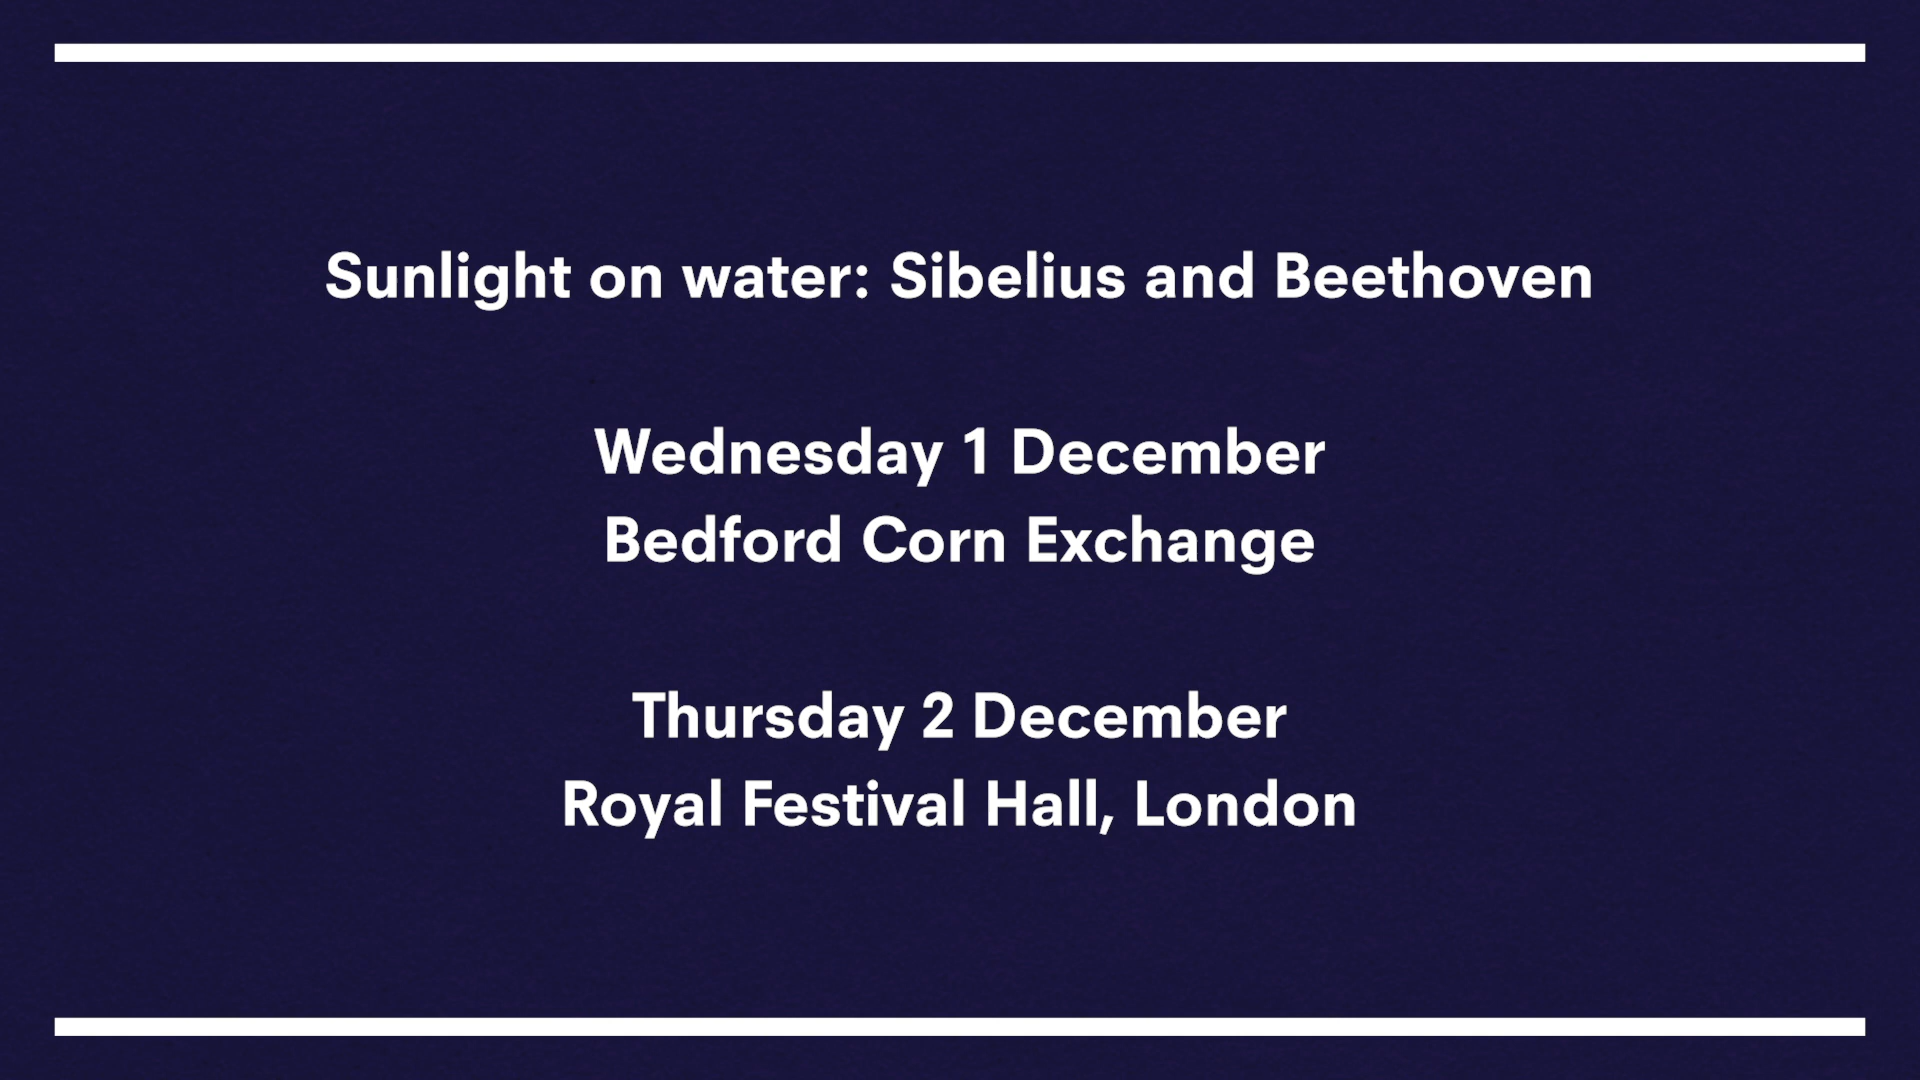 Sunlight on water: Sibelius and Beethoven
Wednesday 1 December
Bedford Corn Exchange
Thursday 2 December
Royal Festival Hall, London